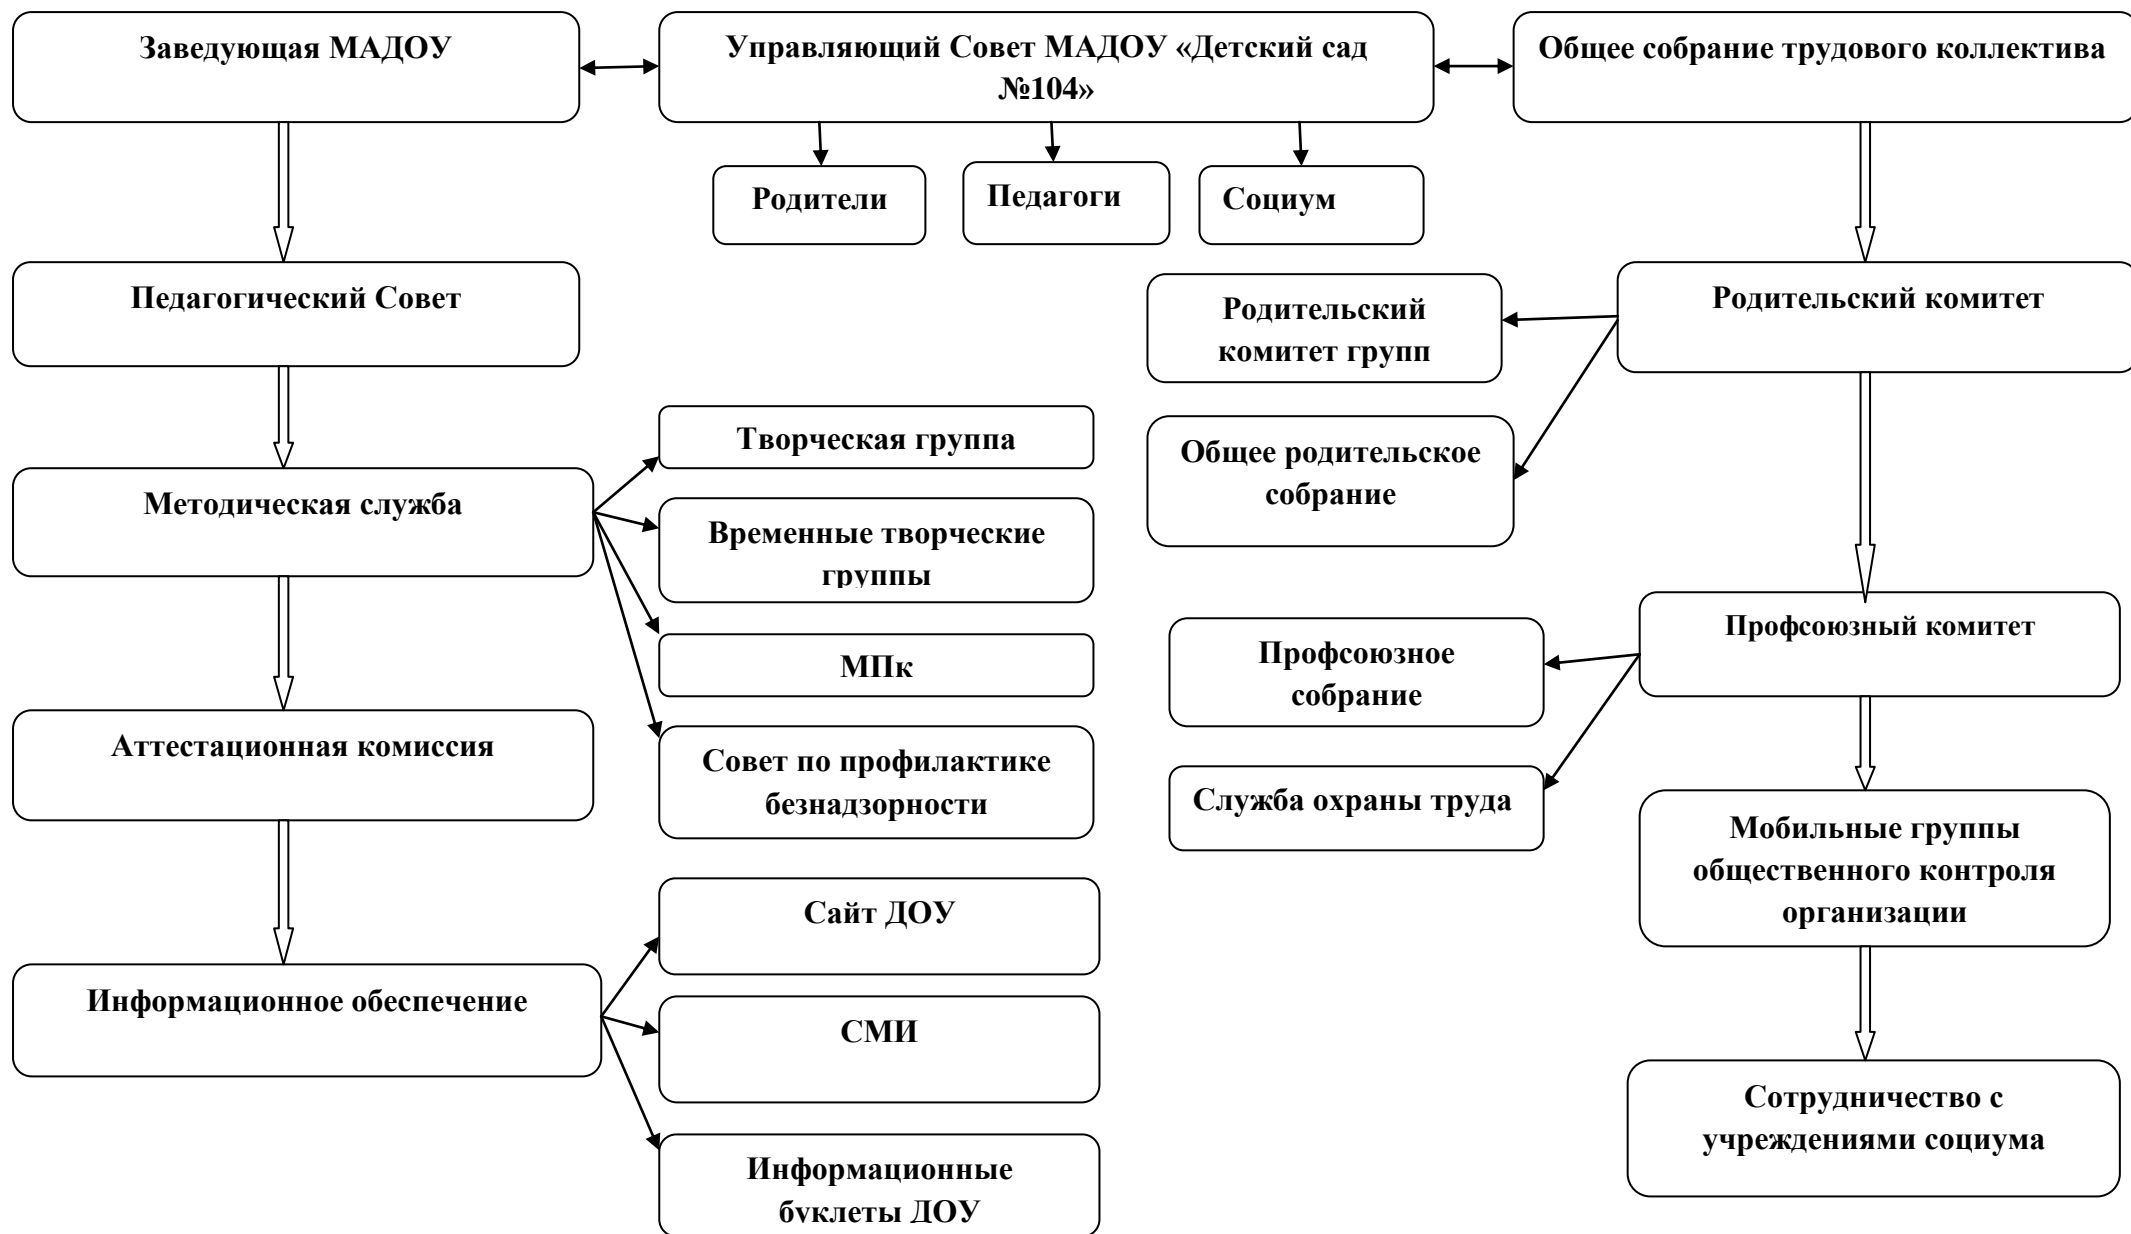 Заведующая МАДОУ
Управляющий Совет МАДОУ «Детский сад
№104»
Общее собрание трудового коллектива
Родители
Педагоги
Социум
Педагогический Совет
Родительский
комитет групп
Родительский комитет
Общее родительское
собрание
Творческая группа
Методическая служба
Временные творческие
группы
МПк
Совет по профилактике
безнадзорности
Профсоюзный комитет
Профсоюзное
собрание
Служба охраны труда
Аттестационная комиссия
Мобильные группы
общественного контроля
организации
Сайт ДОУ
Информационное обеспечение
СМИ
Информационные
буклеты ДОУ
Сотрудничество с
учреждениями социума